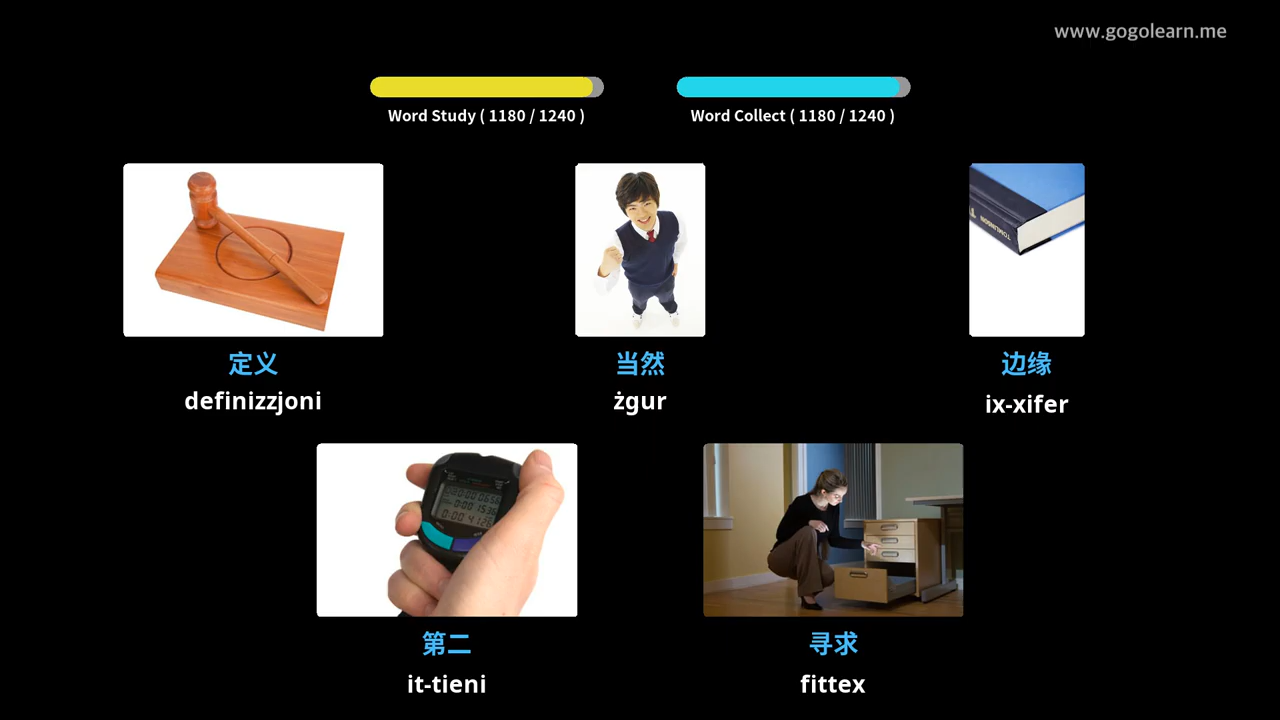 www.gogolearn.me
Word Study ( 1180 / 1240 )
Word Collect ( 1180 / 1240 )
TOMLINSON
定义
definizzjoni
当然
żgur
边缘
ix-xifer
第二
it-tieni
寻求
fittex